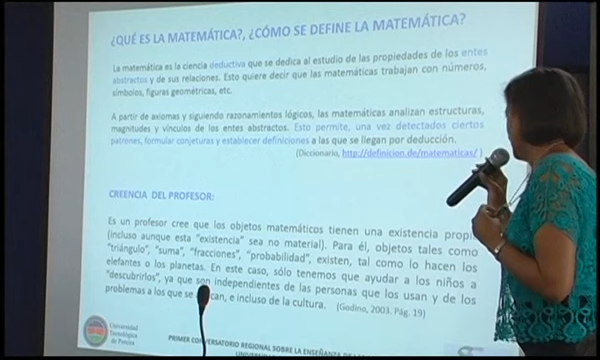 ¿QUÉ ES LA MATEMÁTICA?, ¿CÓMO SE DEFINE LA MATEMÁTICA?
La matemática es la ciencia deductiva que se dedica al estudio de las propiedades de los entes
abstractos y de sus relaciones. Esto quiere decir que las matemáticas trabajan con números,
símbolos, figuras geométricas, etc.
A partir de axiomas y siguiendo razonamientos lógicos, las matemáticas analizan estructuras,
magnitudes y vínculos de los entes abstractos. Esto permite, una vez detectados ciertos
patrones, formular conjeturas y establecer definiciones a las que se llegan por deducción.
(Diccionario, http://definicion.de/matematicas/ )
CREENCIA DEL PROFESOR:
Es un profesor cree que los objetos matemáticos tienen una existencia
(incluso aunque esta "existencia" sea no material). Para él, objetos tales como
"triángulo", "suma", "fracciones", "probabilidad", existen, tal como lo hacen los
elefantes o los planetas. En este caso, sólo tenemos que ayudar a los niños a
"descubrirlos", ya que son independientes de las personas que los usan y de los
problemas a los que se , e incluso de la cultura. (Godino, 2003. Pág. 19)
Universidad
Tecnológica
de Pereira
PRIMER CONVERSATORIO REGIONAL SOBRE LA ENSEÑANZA DE